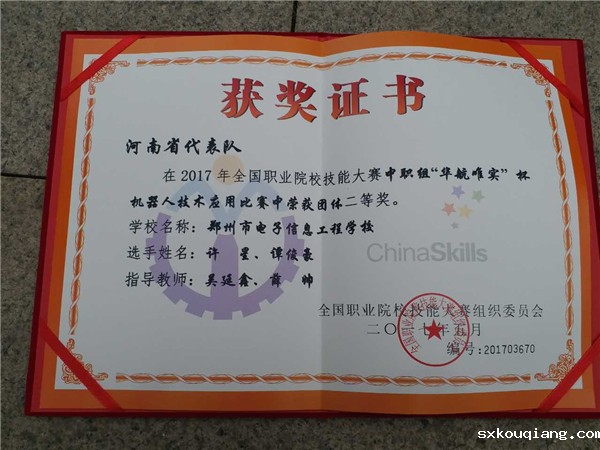 获奖证书
河南省代表队
在2017年全国职业院校技能大赛中职组“华航唯实”杯
机器人技术应用比赛中荣获团体二等奖。
学校名称：郑州市电子信息工程学校
选手姓名：许 星、谭俊豪
指导教师：吴廷鑫、薛 帅
ChinaSkills
全国职业院校技能大赛组织委员会
二〇一七年五月
编号:201703670
sxkouqiang.com